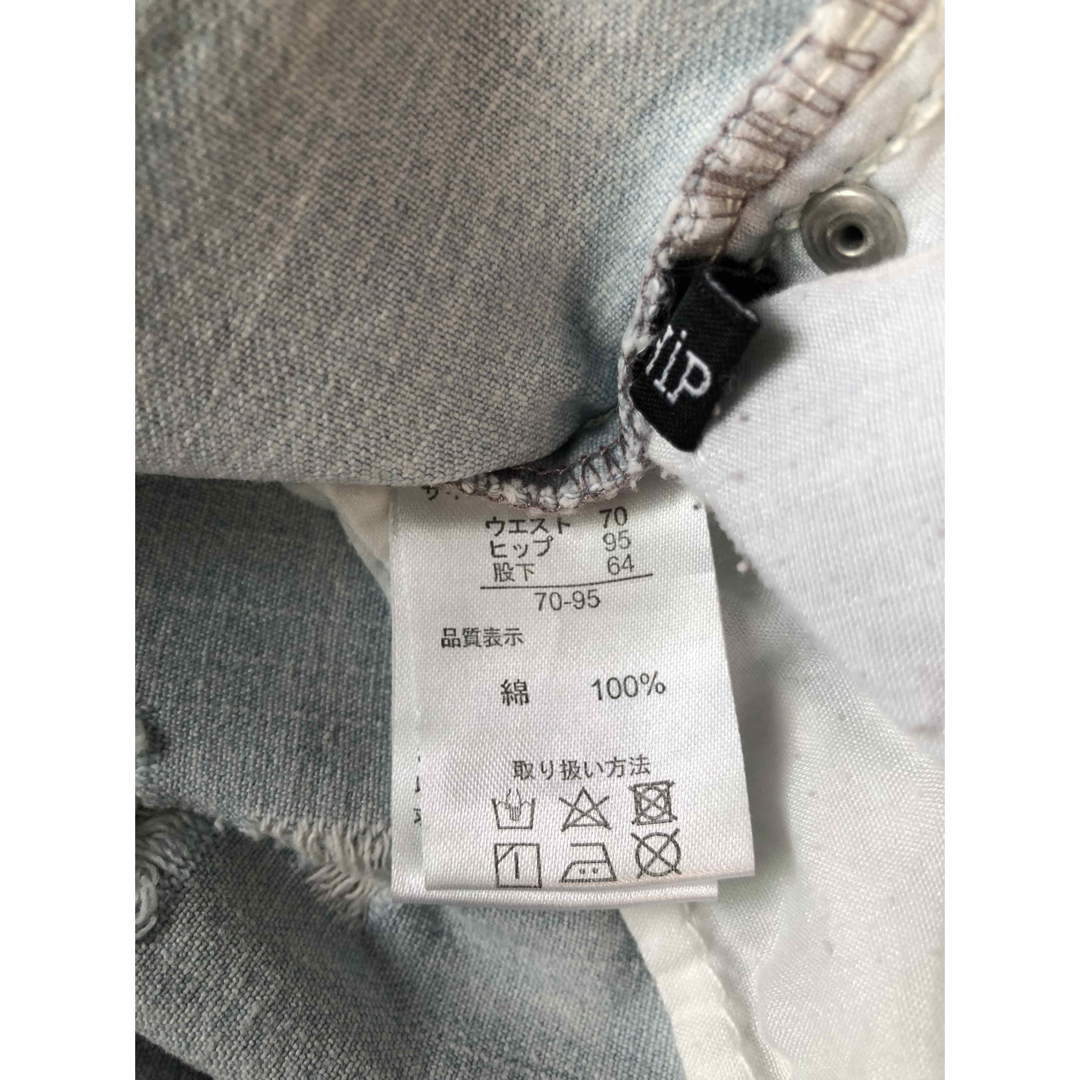 HiP
ウエスト 70
ヒップ 95
股下 64
70-95
品質表示
綿 100%
取り扱い方法